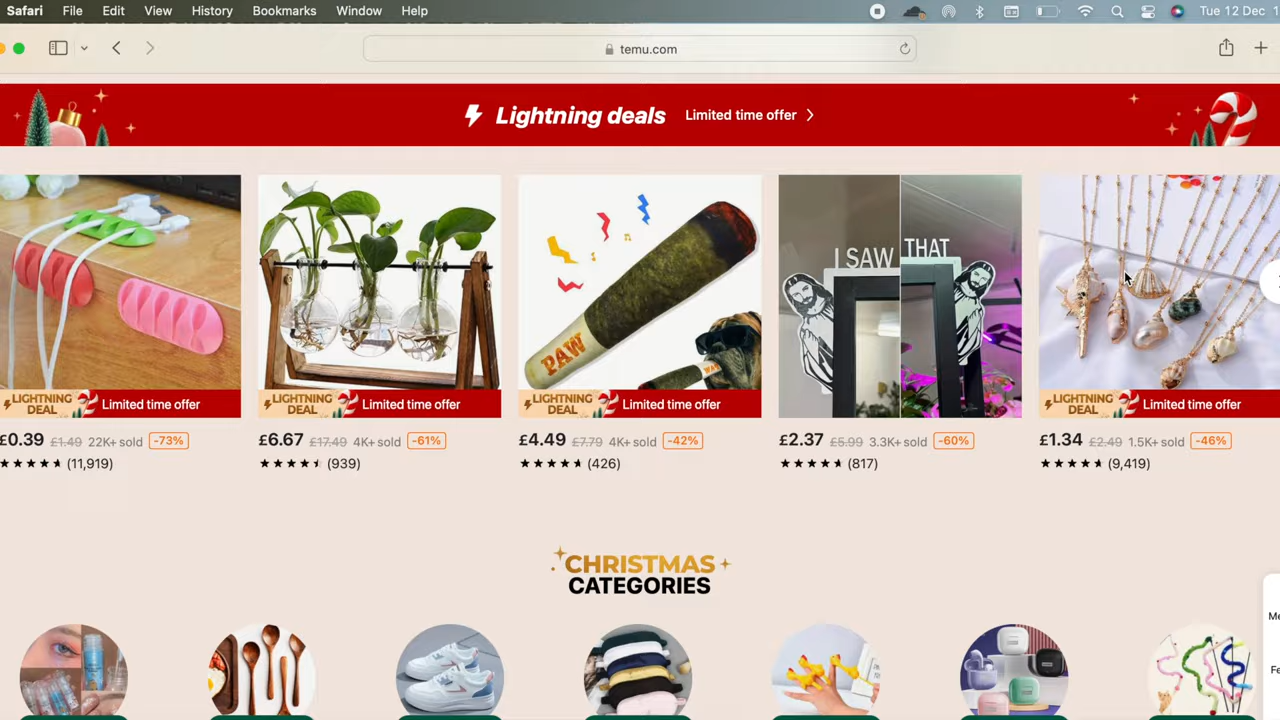 Safari File Edit View History Bookmarks Window Help Tue 12 Dec 1
temu.com
Lightning deals Limited time offer
I SAW THAT
PAW
LIGHTNING DEAL Limited time offer
LIGHTNING DEAL Limited time offer
LIGHTNING DEAL Limited time offer
LIGHTNING DEAL Limited time offer
£0.39 £1.49 22K+ sold -73%
(11,919)
£6.67 £17.49 4K+ sold -61%
(939)
£4.49 £7.79 4K+ sold -42%
(426)
£2.37 £5.99 3.3K+ sold -60%
(817)
£1.34 £2.49 1.5K+ sold -46%
(9,419)
CHRISTMAS
CATEGORIES
Me
Fe